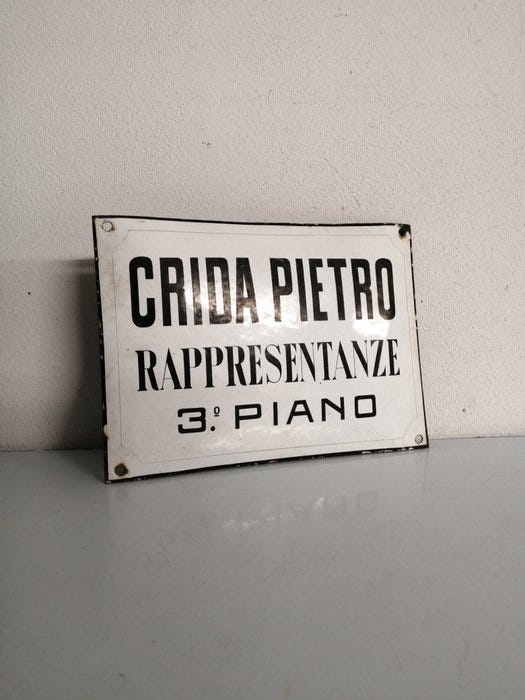 CRIDA PIETRO
RAPPRESENTANZE
3º. PIANO